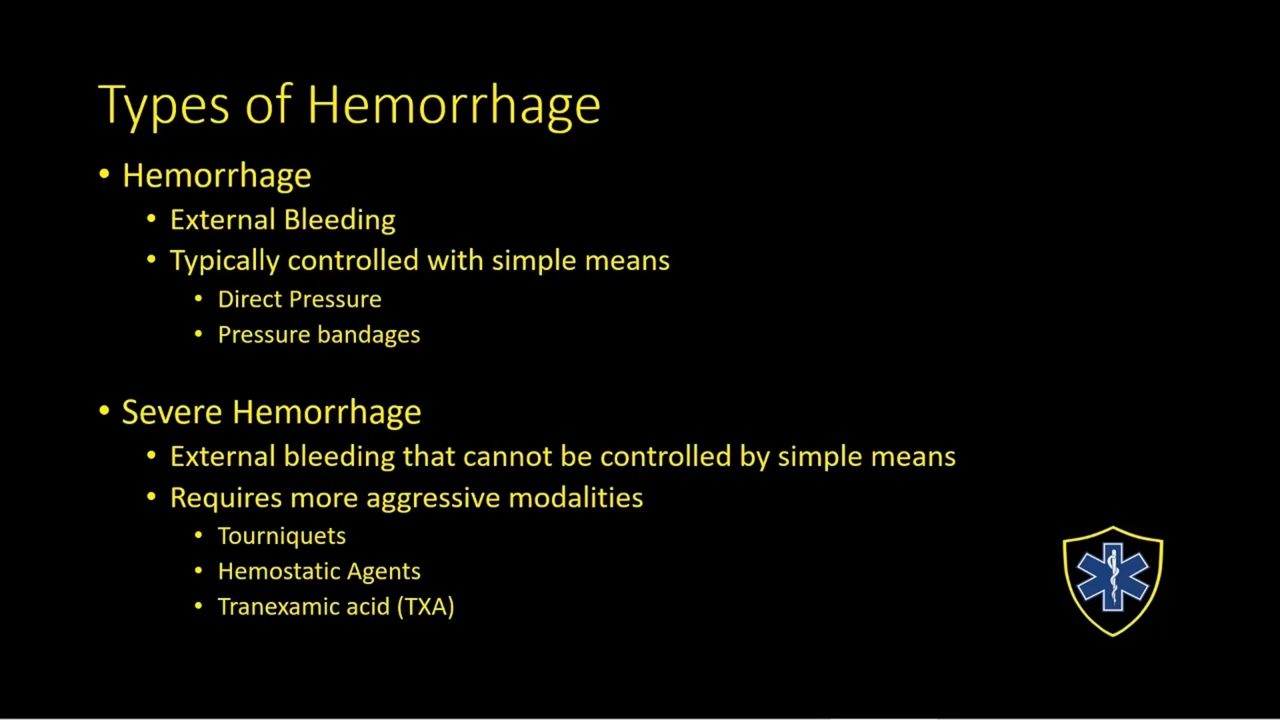 Types of Hemorrhage
• Hemorrhage
• External Bleeding
• Typically controlled with simple means
• Direct Pressure
• Pressure bandages
• Severe Hemorrhage
• External bleeding that cannot be controlled by simple means
• Requires more aggressive modalities
• Tourniquets
• Hemostatic Agents
• Tranexamic acid (TXA)